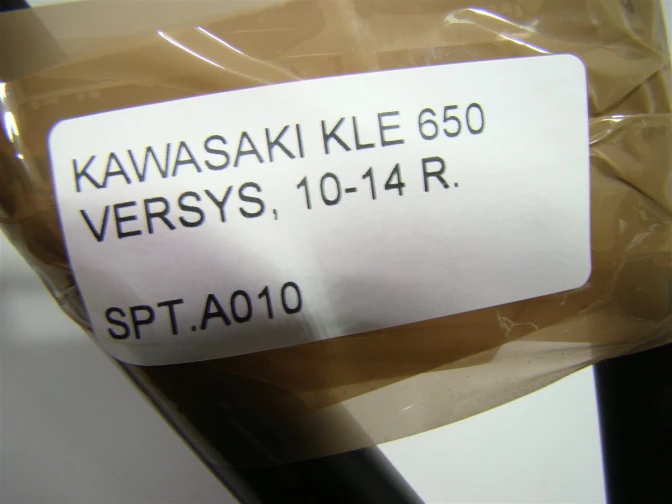 KAWASAKI KLE 650
VERSYS, 10-14 R.
SPT.A010